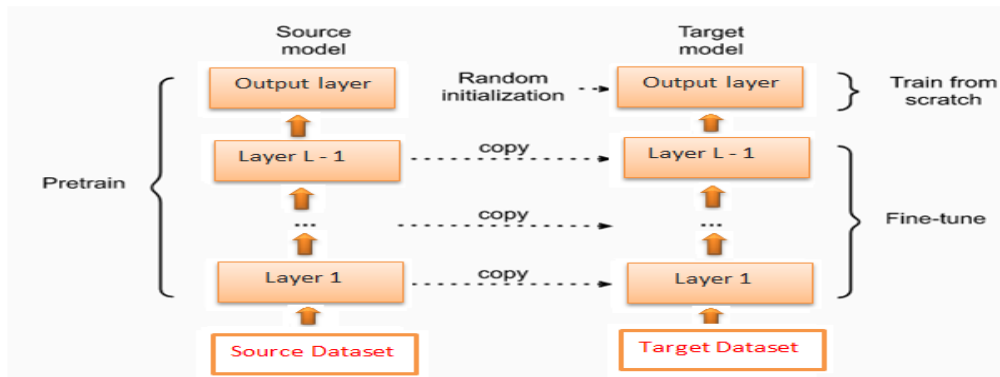 Source
model
Target
model
Output layer
Random
initialization
Output layer
Train from
scratch
Layer L - 1
copy
Layer L - 1
Pretrain
...
copy
...
Fine-tune
Layer 1
copy
Layer 1
Source Dataset
Target Dataset